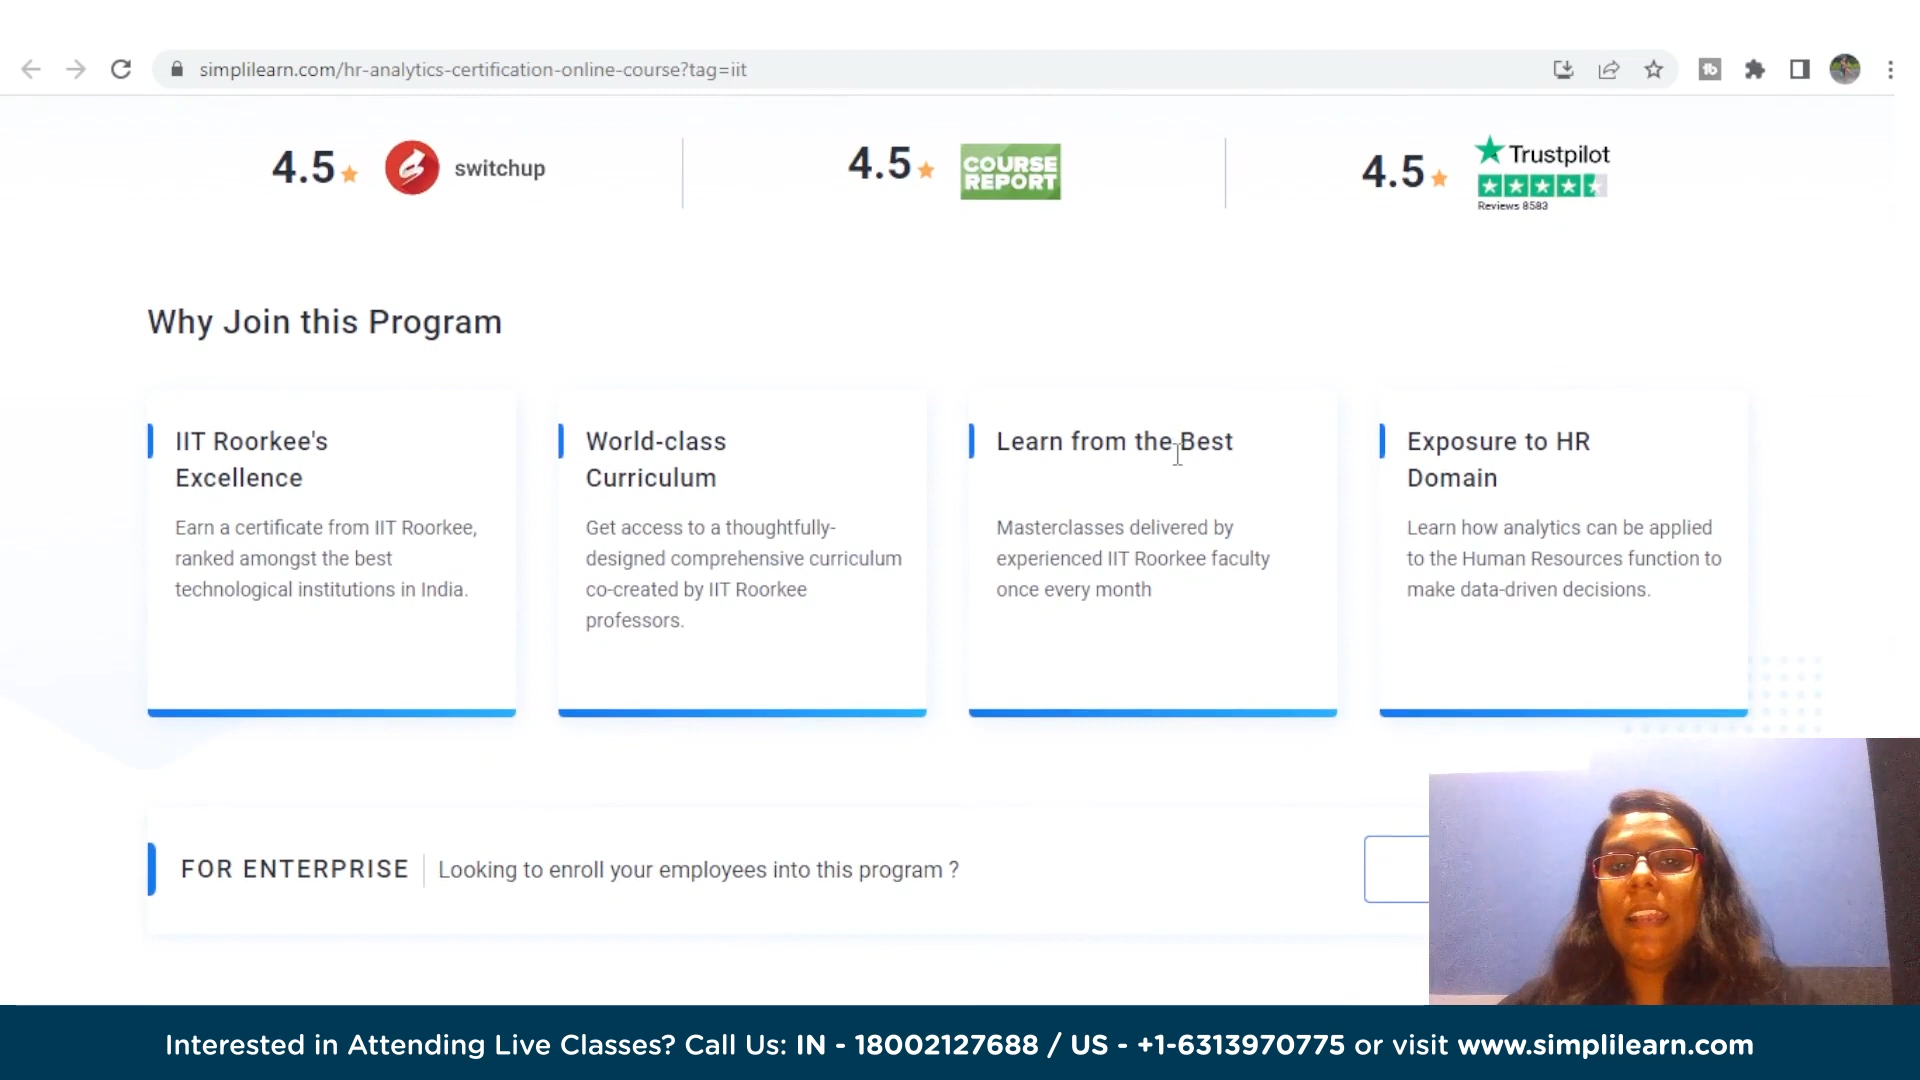 simplilearn.com/hr-analytics-certification-online-course?tag=iit
4.5 switchup
4.5 COURSE REPORT
4.5 Trustpilot
Reviews 8583
Why Join this Program
IIT Roorkee's
Excellence
Earn a certificate from IIT Roorkee,
ranked amongst the best
technological institutions in India.
World-class
Curriculum
Get access to a thoughtfully-
designed comprehensive curriculum
co-created by IIT Roorkee
professors.
Learn from the Best
Masterclasses delivered by
experienced IIT Roorkee faculty
once every month
Exposure to HR
Domain
Learn how analytics can be applied
to the Human Resources function to
make data-driven decisions.
FOR ENTERPRISE Looking to enroll your employees into this program ?
Interested in Attending Live Classes? Call Us: IN - 18002127688 / US - +1-6313970775 or visit www.simplilearn.com